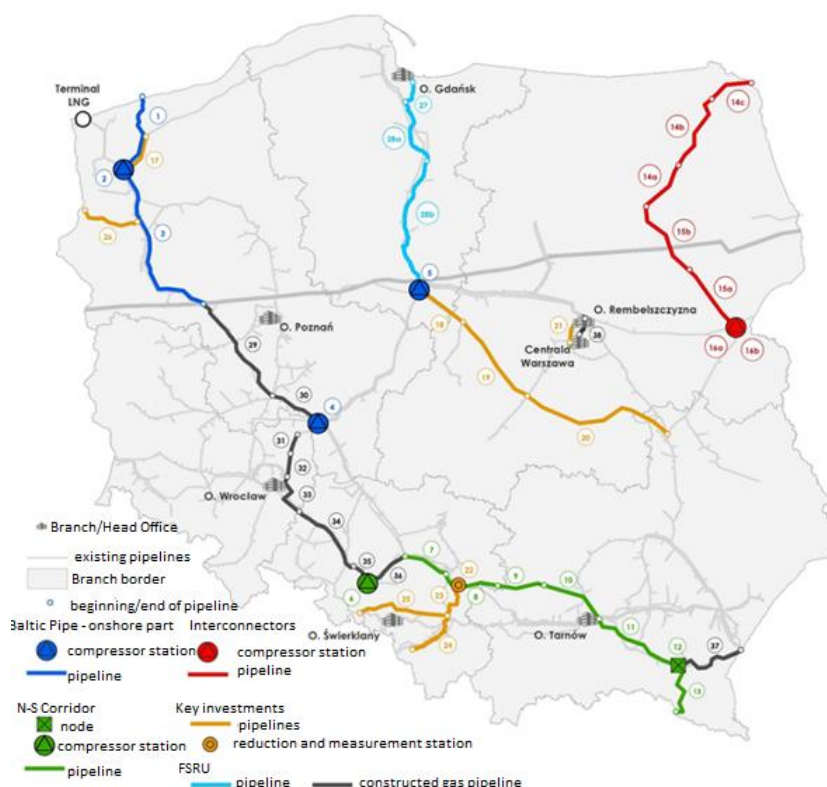 O. Gdańsk
Terminal
LNG
27
14c
1
28a
14b
17
2
14a
28b
26
3
15b
5
15a
O. Rembelszczyzna
O. Poznań
18
21
38
29
Centrala
Warszawa
16a
16b
19
30
4
20
31
32
O. Wrocław
33
34
Branch/Head Office
existing pipelines
Branch border
beginning/end of pipeline
35
36
7
22
9
10
6
25
23
8
O. Świerklany
24
O. Tarnów
11
12
37
13
Baltic Pipe - onshore part
Interconnectors
compressor station
compressor station
pipeline
pipeline
N-S Corridor
Key investments
node
pipelines
compressor station
reduction and measurement station
pipeline
FSRU
pipeline
constructed gas pipeline